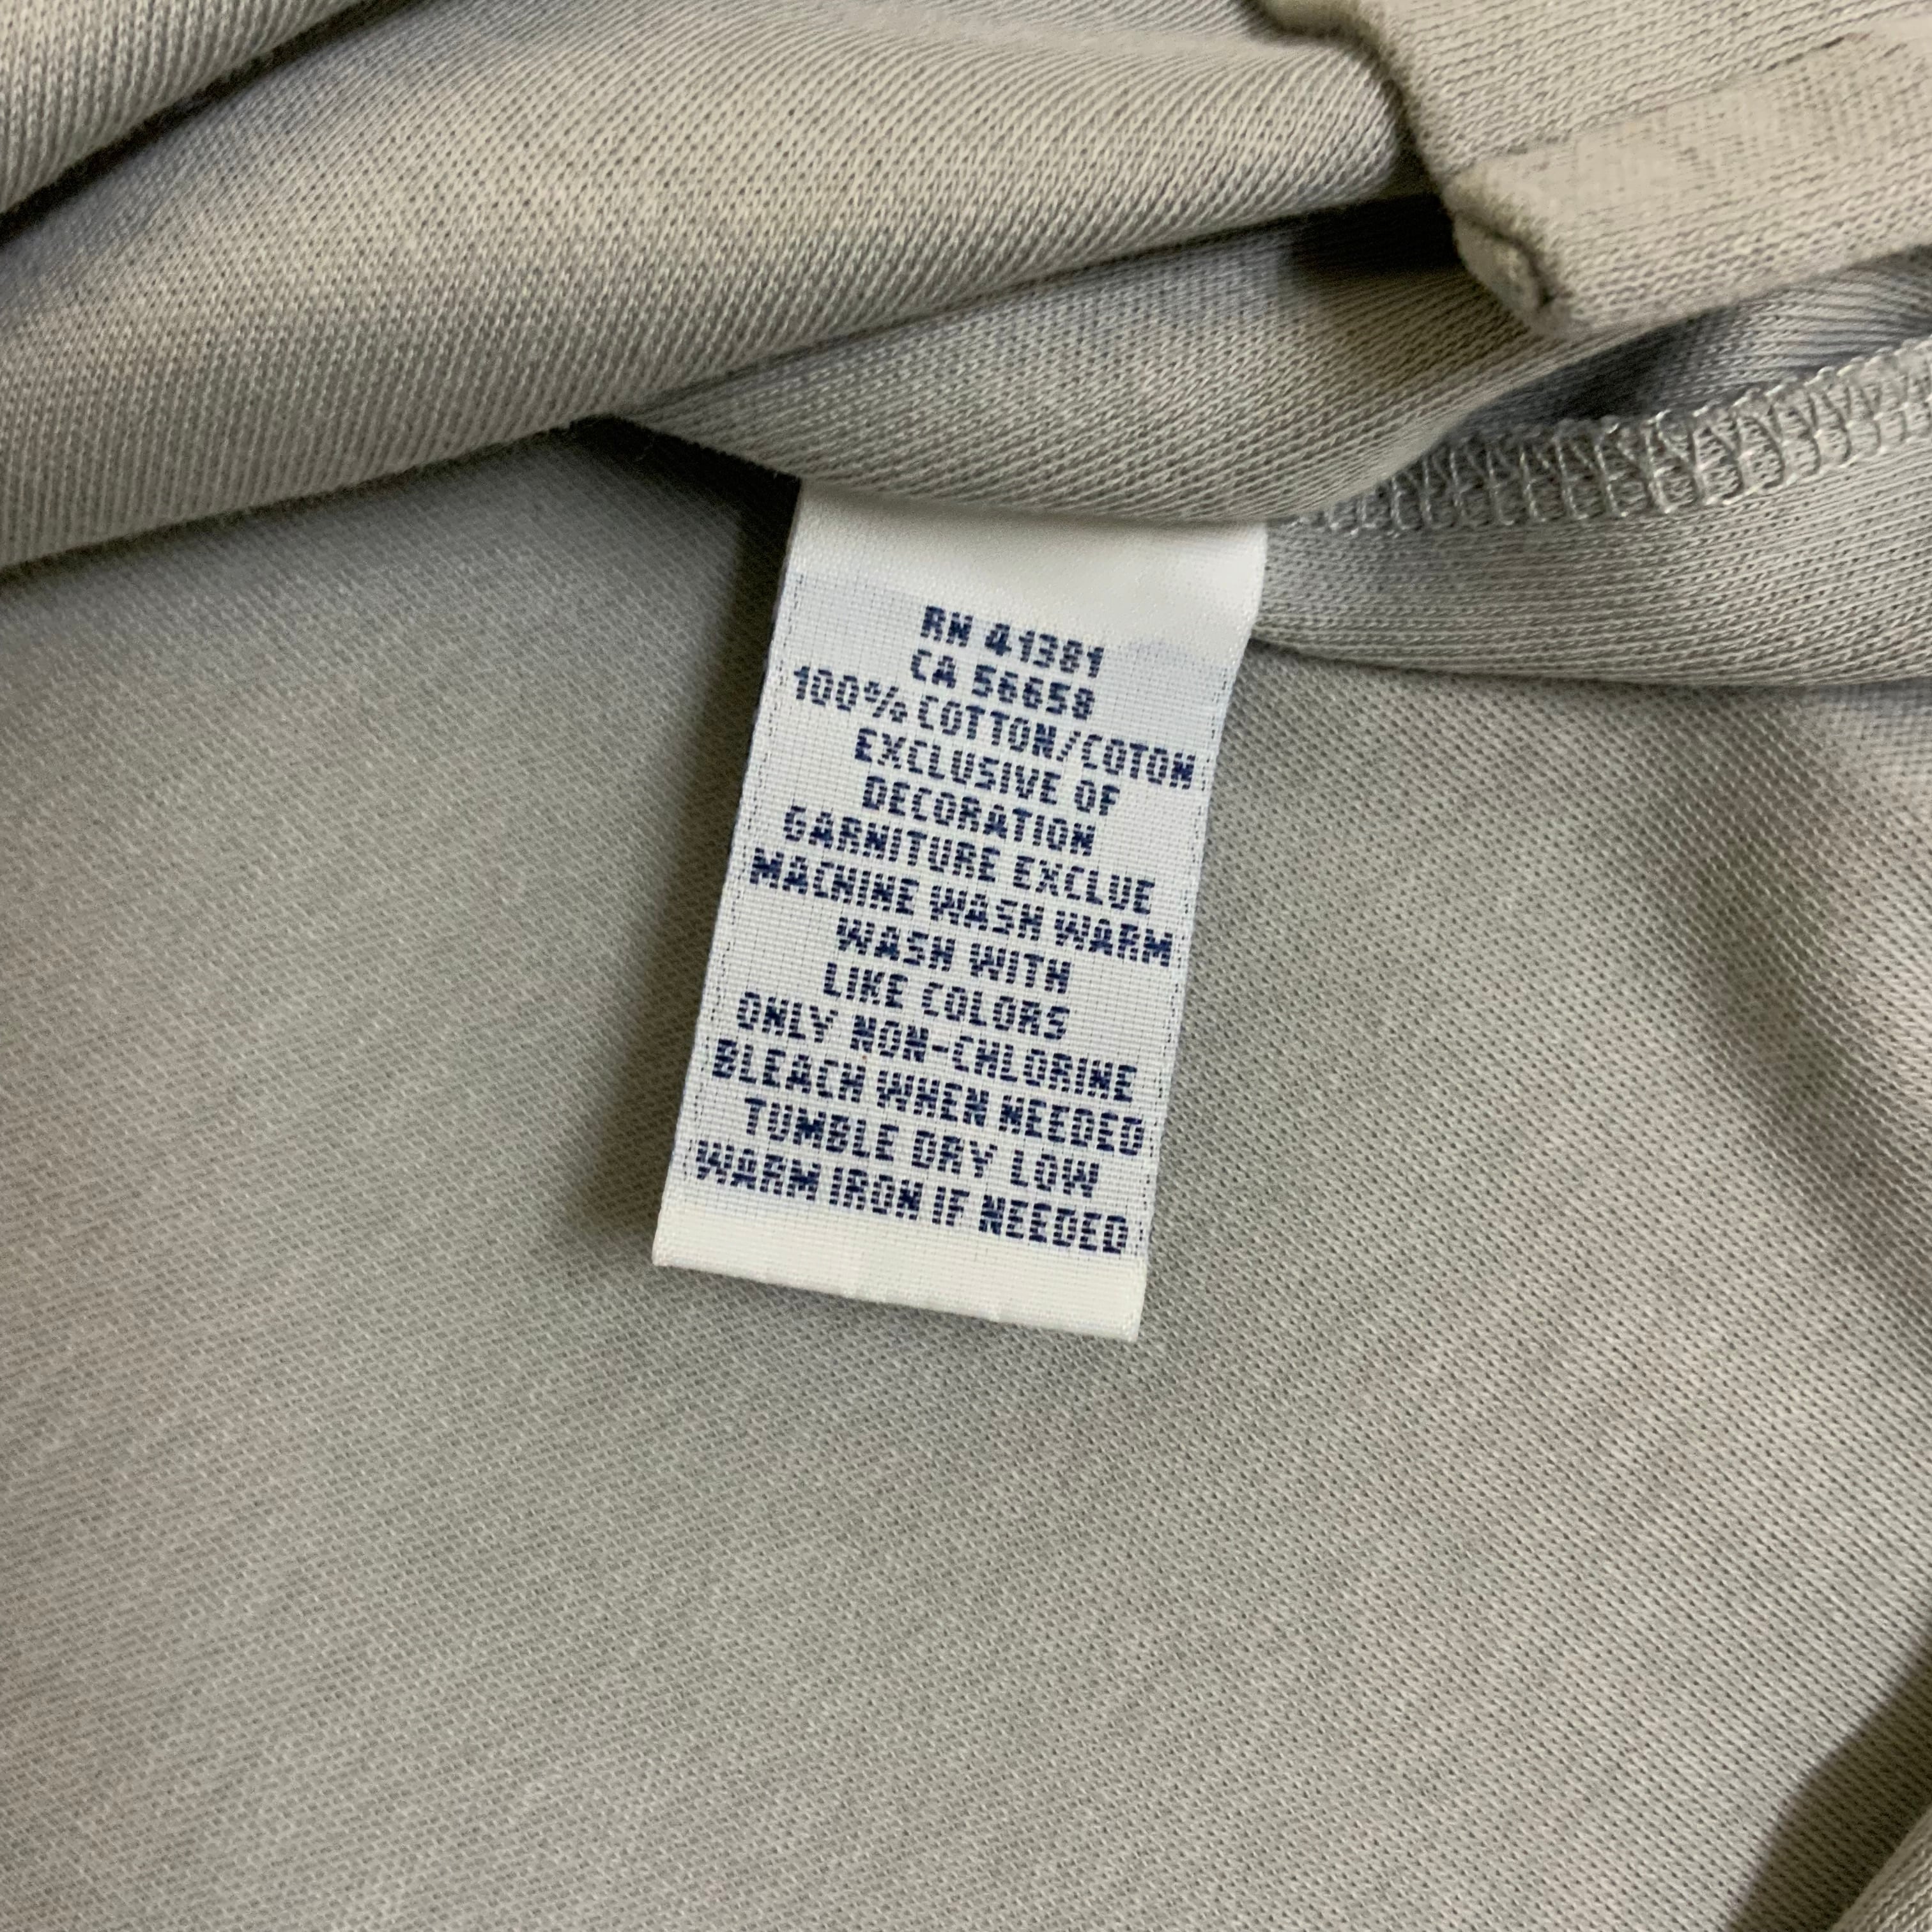 RN 41381
CA 56658
100% COTTON/COTON
EXCLUSIVE OF
DECORATION
GARNITURE EXCLUE
MACHINE WASH WARM
WASH WITH
LIKE COLORS
ONLY NON-CHLORINE
BLEACH WHEN NEEDED
TUMBLE DRY LOW
WARM IRON IF NEEDED